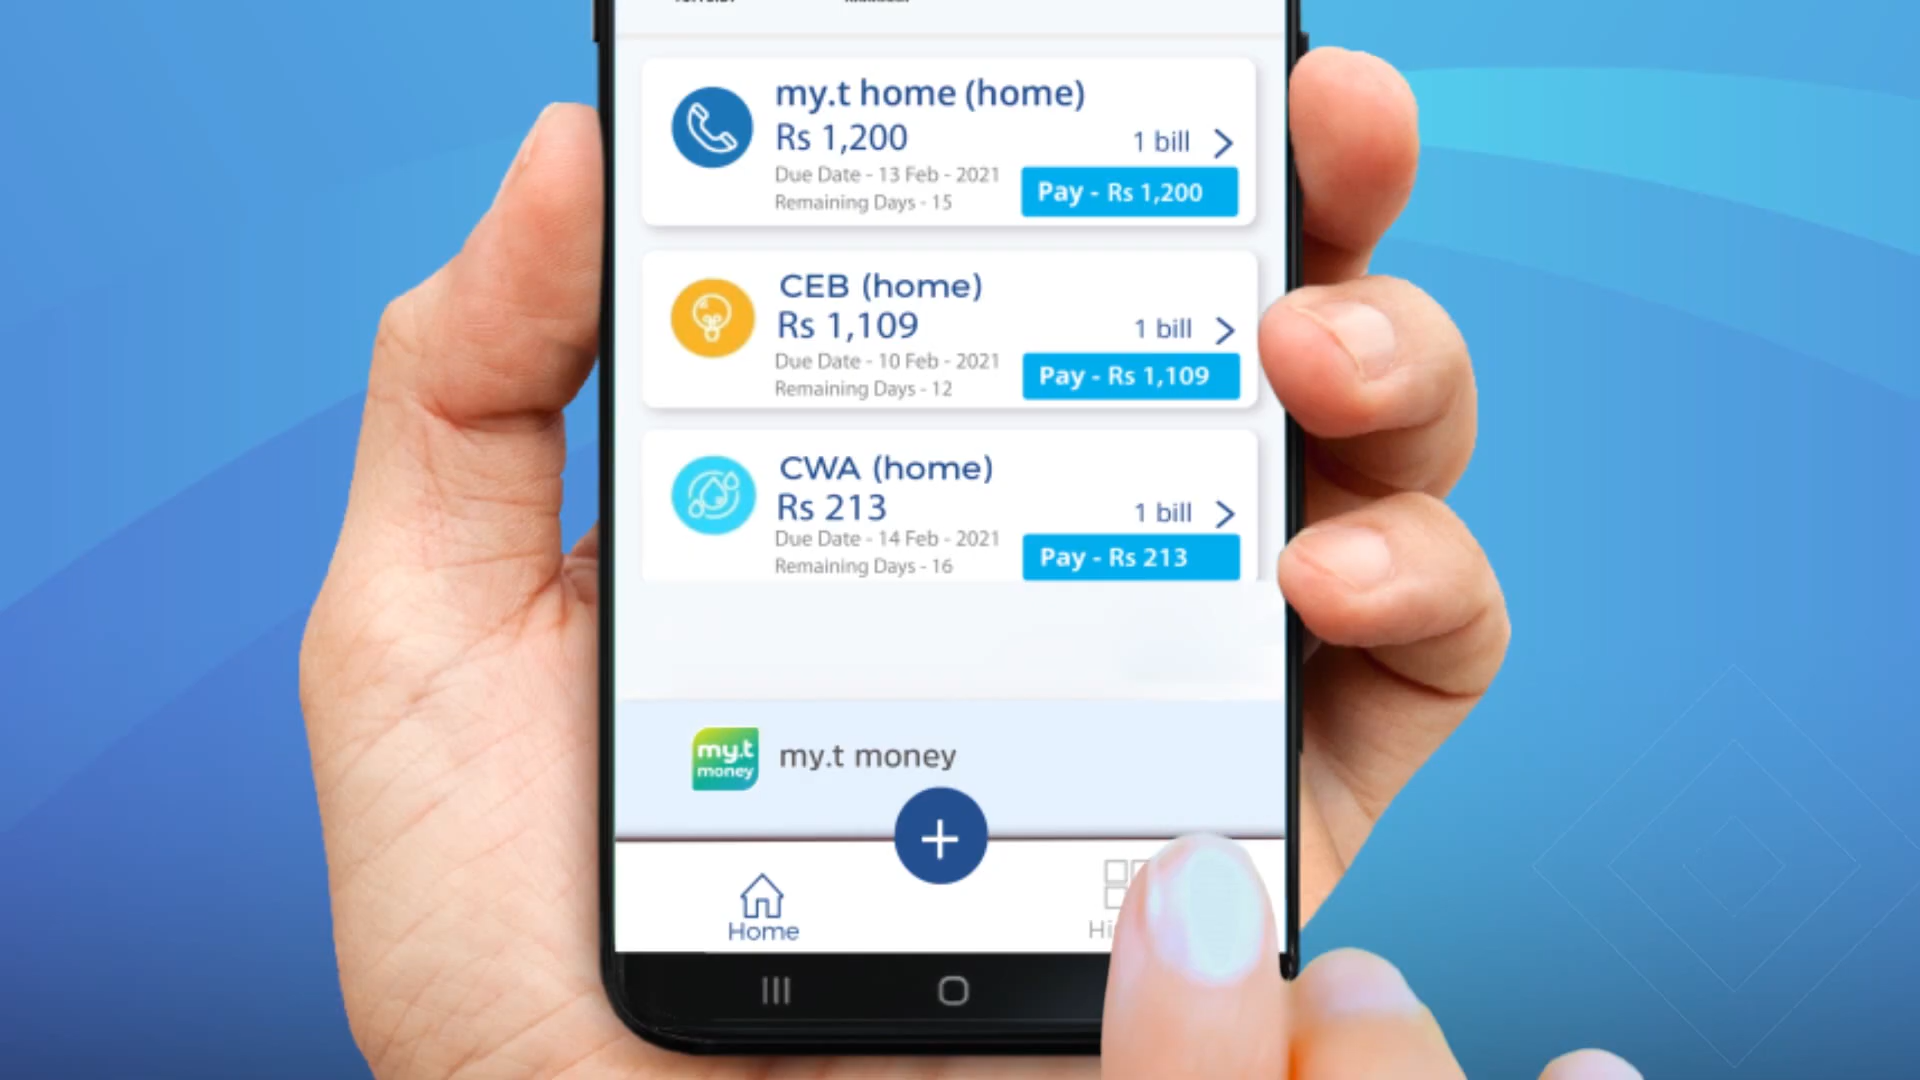 my.t home (home)
Rs 1,200
1 bill
Due Date - 13 Feb - 2021
Remaining Days - 15
Pay - Rs 1,200
CEB (home)
Rs 1,109
1 bill
Due Date - 10 Feb - 2021
Remaining Days - 12
Pay - Rs 1,109
CWA (home)
Rs 213
1 bill
Due Date - 14 Feb - 2021
Remaining Days - 16
Pay - Rs 213
my.t
money
my.t money
Home